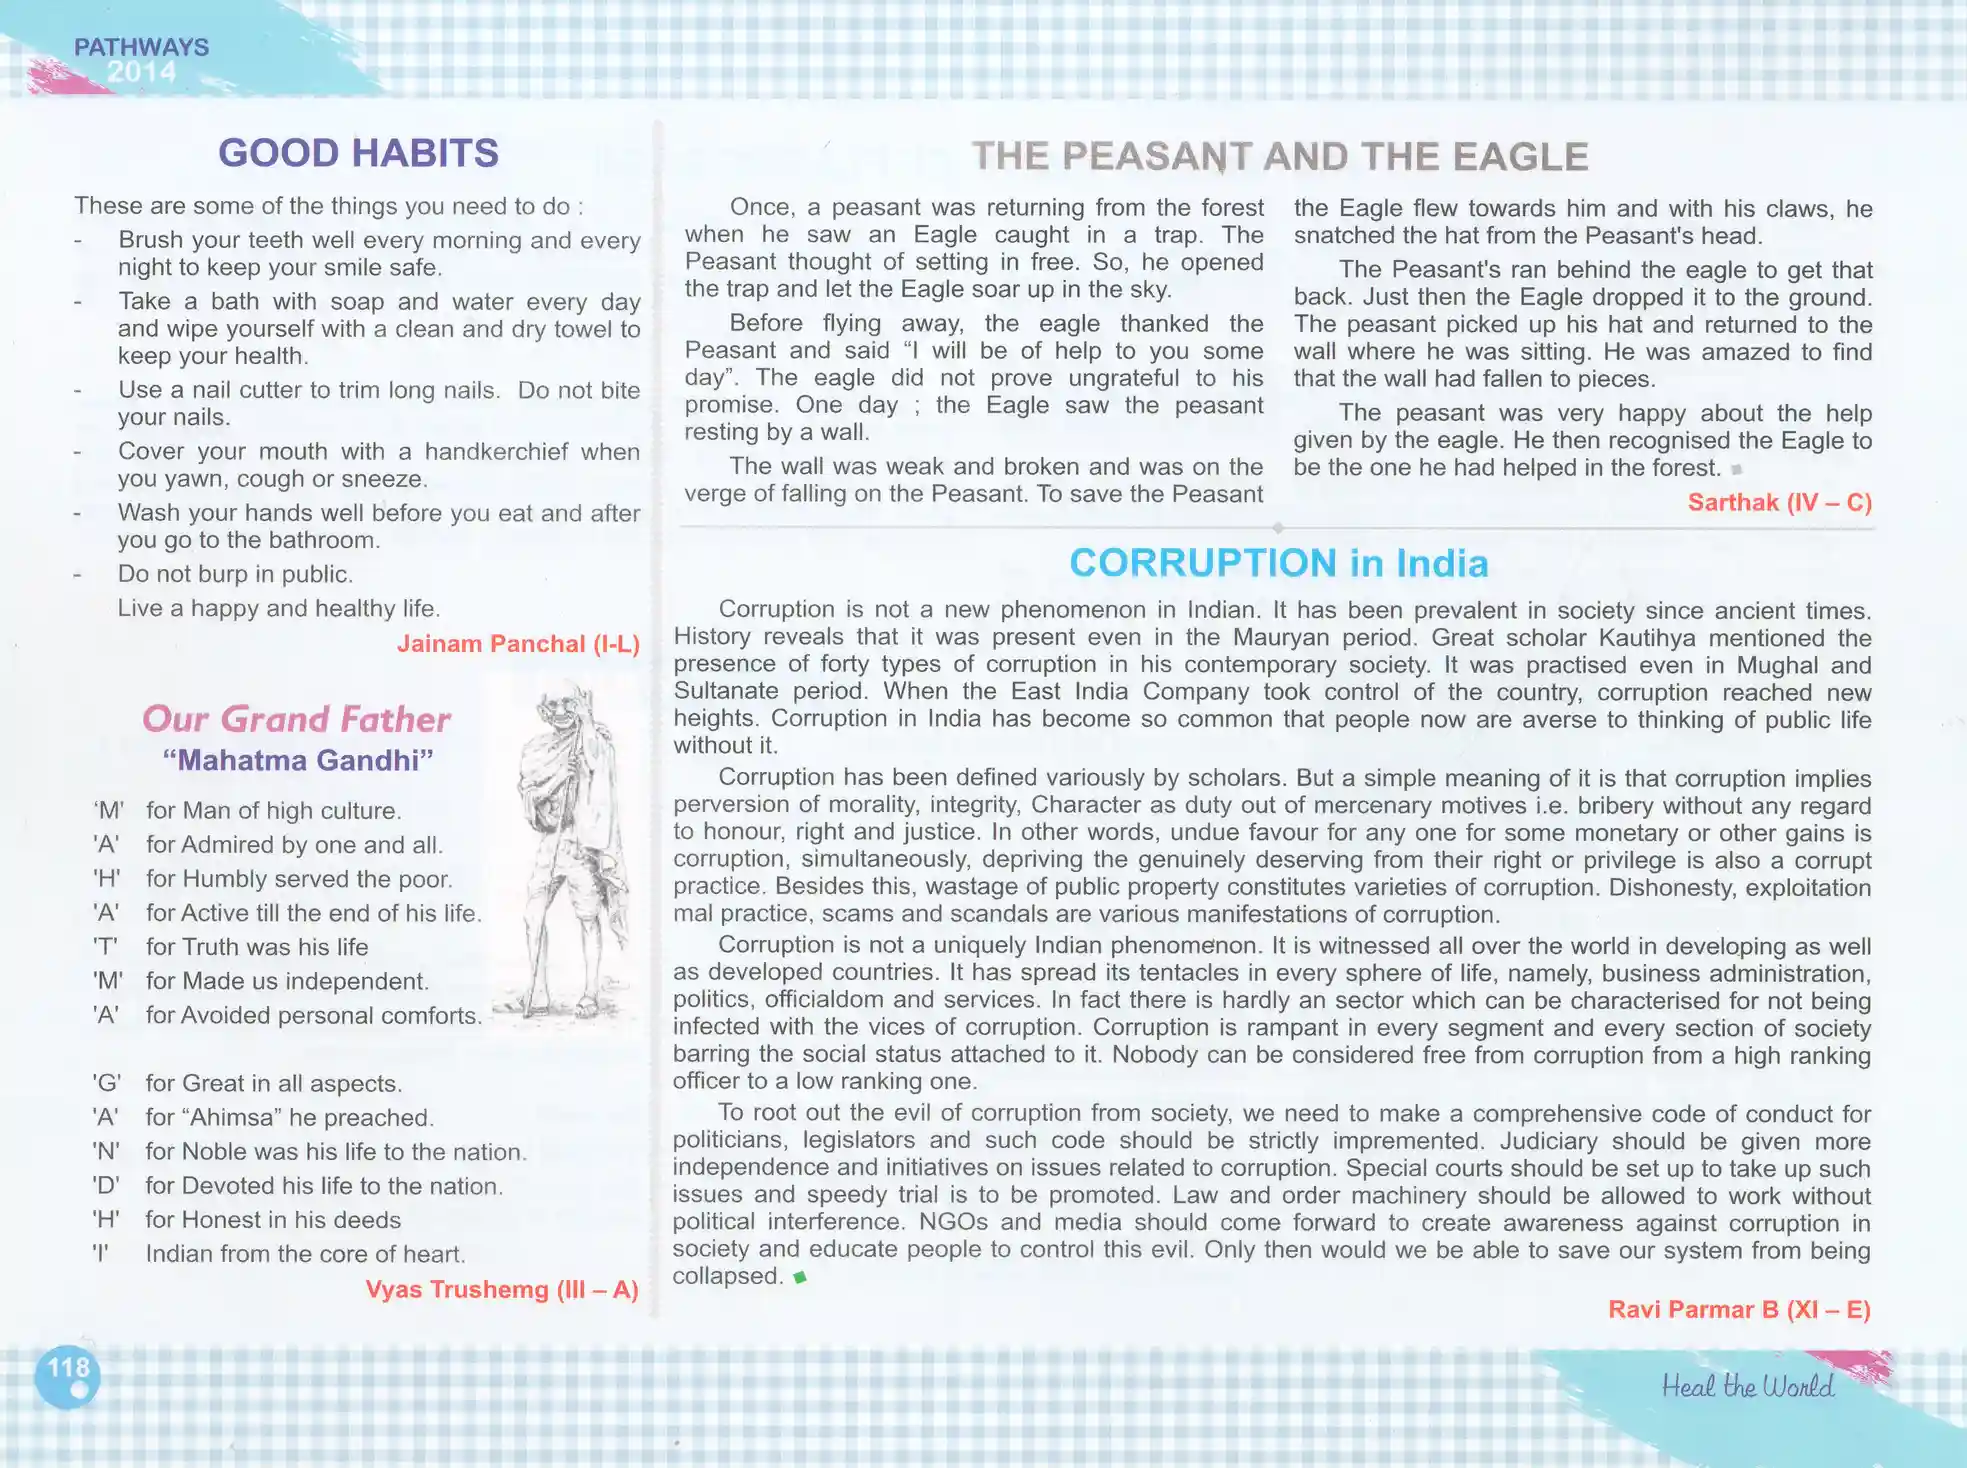 PATHWAYS
2014
GOOD HABITS
These are some of the things you need to do :
- Brush your teeth well every morning and every
night to keep your smile safe.
- Take a bath with soap and water every day
and wipe yourself with a clean and dry towel to
keep your health.
- Use a nail cutter to trim long nails. Do not bite
your nails.
- Cover your mouth with a handkerchief when
you yawn, cough or sneeze.
- Wash your hands well before you eat and after
you go to the bathroom.
- Do not burp in public.
Live a happy and healthy life.
Jainam Panchal (I-L)
Our Grand Father
“Mahatma Gandhi”
‘M' for Man of high culture.
'A' for Admired by one and all.
'H' for Humbly served the poor.
'A' for Active till the end of his life.
'T' for Truth was his life
'M' for Made us independent.
'A' for Avoided personal comforts.
'G' for Great in all aspects.
'A' for “Ahimsa” he preached.
'N' for Noble was his life to the nation.
'D' for Devoted his life to the nation.
'H' for Honest in his deeds
'I' Indian from the core of heart.
Vyas Trushemg (III – A)
THE PEASANT AND THE EAGLE
Once, a peasant was returning from the forest
when he saw an Eagle caught in a trap. The
Peasant thought of setting in free. So, he opened
the trap and let the Eagle soar up in the sky.
Before flying away, the eagle thanked the
Peasant and said “I will be of help to you some
day”. The eagle did not prove ungrateful to his
promise. One day ; the Eagle saw the peasant
resting by a wall.
The wall was weak and broken and was on the
verge of falling on the Peasant. To save the Peasant
the Eagle flew towards him and with his claws, he
snatched the hat from the Peasant's head.
The Peasant's ran behind the eagle to get that
back. Just then the Eagle dropped it to the ground.
The peasant picked up his hat and returned to the
wall where he was sitting. He was amazed to find
that the wall had fallen to pieces.
The peasant was very happy about the help
given by the eagle. He then recognised the Eagle to
be the one he had helped in the forest.
Sarthak (IV – C)
CORRUPTION in India
Corruption is not a new phenomenon in Indian. It has been prevalent in society since ancient times.
History reveals that it was present even in the Mauryan period. Great scholar Kautihya mentioned the
presence of forty types of corruption in his contemporary society. It was practised even in Mughal and
Sultanate period. When the East India Company took control of the country, corruption reached new
heights. Corruption in India has become so common that people now are averse to thinking of public life
without it.
Corruption has been defined variously by scholars. But a simple meaning of it is that corruption implies
perversion of morality, integrity, Character as duty out of mercenary motives i.e. bribery without any regard
to honour, right and justice. In other words, undue favour for any one for some monetary or other gains is
corruption, simultaneously, depriving the genuinely deserving from their right or privilege is also a corrupt
practice. Besides this, wastage of public property constitutes varieties of corruption. Dishonesty, exploitation
mal practice, scams and scandals are various manifestations of corruption.
Corruption is not a uniquely Indian phenomenon. It is witnessed all over the world in developing as well
as developed countries. It has spread its tentacles in every sphere of life, namely, business administration,
politics, officialdom and services. In fact there is hardly an sector which can be characterised for not being
infected with the vices of corruption. Corruption is rampant in every segment and every section of society
barring the social status attached to it. Nobody can be considered free from corruption from a high ranking
officer to a low ranking one.
To root out the evil of corruption from society, we need to make a comprehensive code of conduct for
politicians, legislators and such code should be strictly impremented. Judiciary should be given more
independence and initiatives on issues related to corruption. Special courts should be set up to take up such
issues and speedy trial is to be promoted. Law and order machinery should be allowed to work without
political interference. NGOs and media should come forward to create awareness against corruption in
society and educate people to control this evil. Only then would we be able to save our system from being
collapsed.
Ravi Parmar B (XI – E)
118
Heal the World